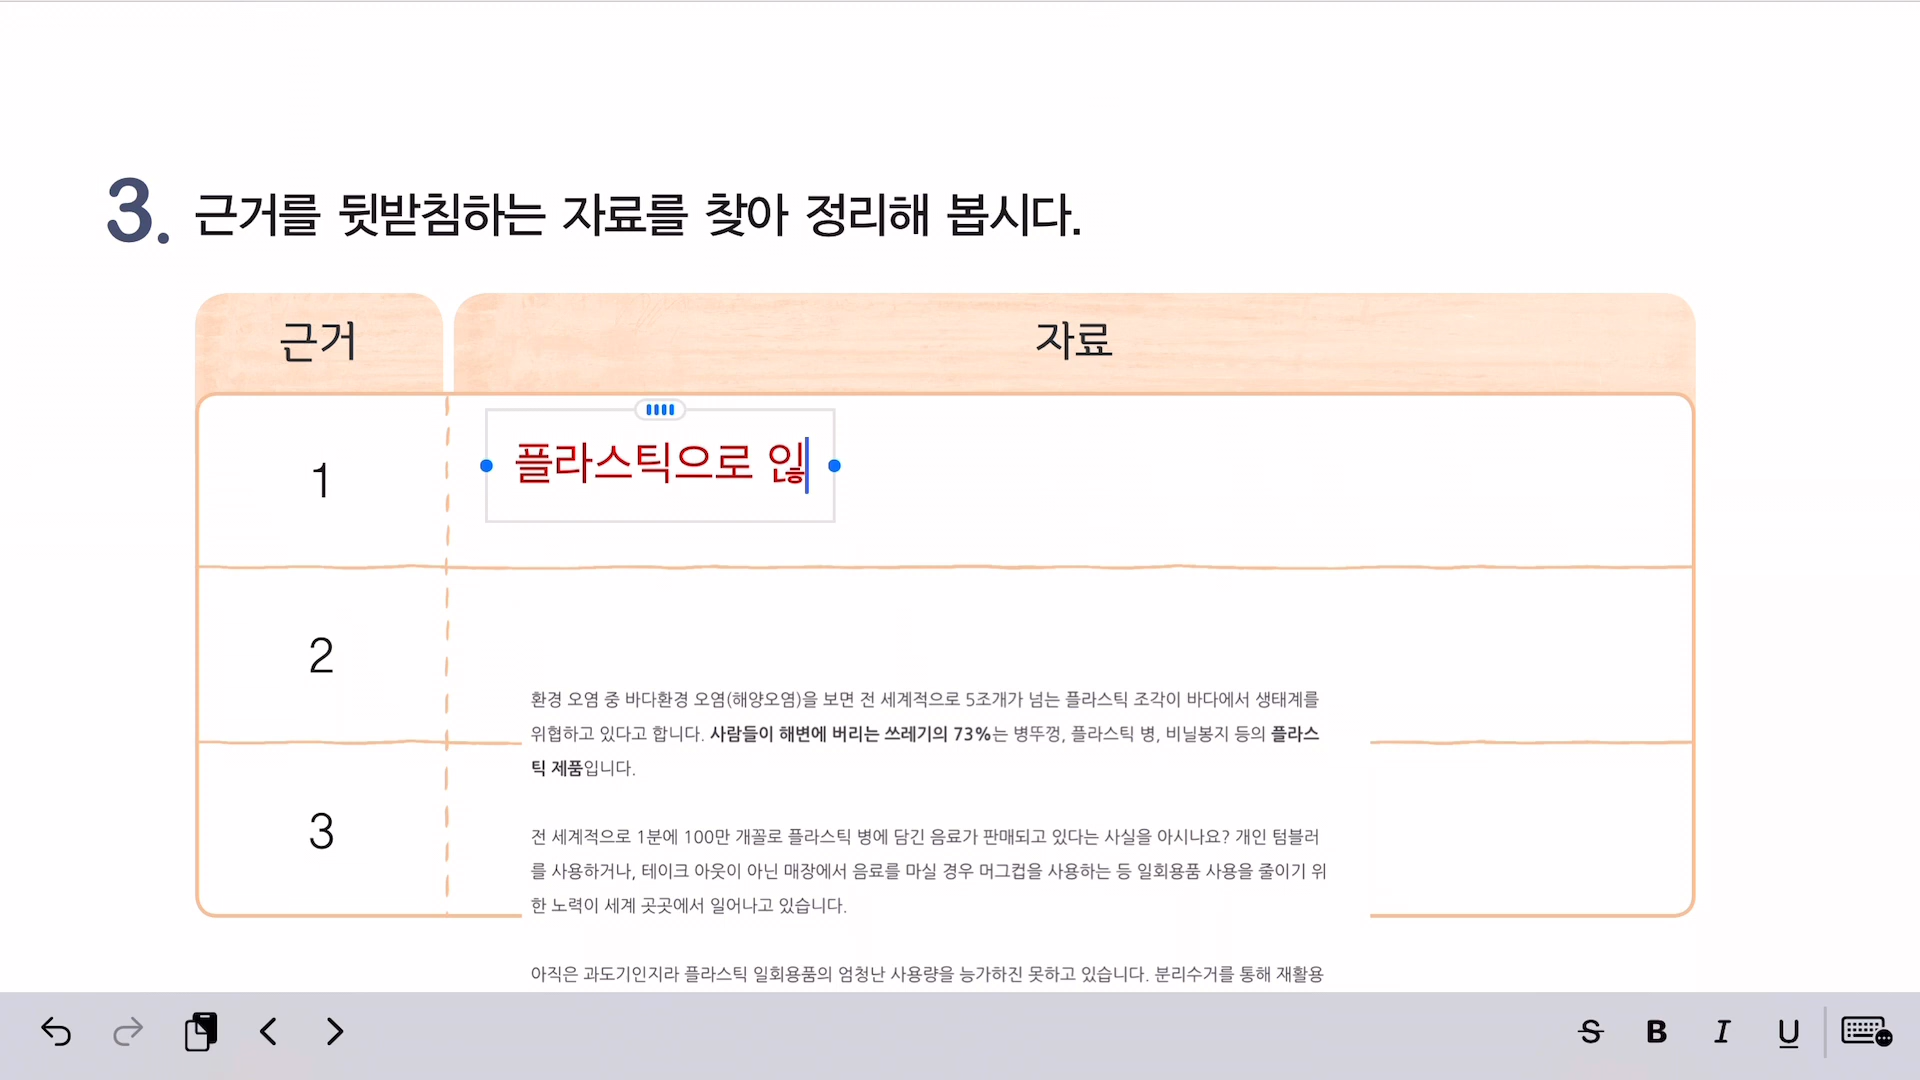 3. 근거를 뒷받침하는 자료를 찾아 정리해 봅시다.
근거 자료
1 플라스틱으로 잆
2
환경 오염 중 바다환경 오염(해양오염)을 보면 전 세계적으로 5조개가 넘는 플라스틱 조각이 바다에서 생태계를
위협하고 있다고 합니다. 사람들이 해변에 버리는 쓰레기의 73%는 병뚜껑, 플라스틱 병, 비닐봉지 등의 플라스
틱 제품입니다.
3
전 세계적으로 1분에 100만 개꼴로 플라스틱 병에 담긴 음료가 판매되고 있다는 사실을 아시나요? 개인 텀블러
를 사용하거나, 테이크 아웃이 아닌 매장에서 음료를 마실 경우 머그컵을 사용하는 등 일회용품 사용을 줄이기 위
한 노력이 세계 곳곳에서 일어나고 있습니다.
아직은 과도기인지라 플라스틱 일회용품의 엄청난 사용량을 능가하진 못하고 있습니다. 분리수거를 통해 재활용
S B I U